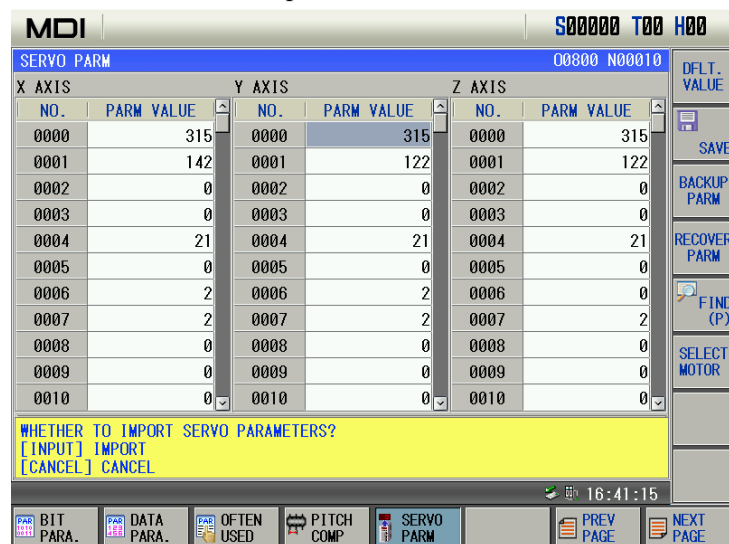 MDI S00000 T00 H00
SERVO PARM O0800 N00010
X AXIS Y AXIS Z AXIS
NO. PARM VALUE NO. PARM VALUE NO. PARM VALUE
0000 315 0000 315 0000 315
0001 142 0001 122 0001 122
0002 0 0002 0 0002 0
0003 0 0003 0 0003 0
0004 21 0004 21 0004 21
0005 0 0005 0 0005 0
0006 2 0006 2 0006 0
0007 2 0007 2 0007 2
0008 0 0008 0 0008 0
0009 0 0009 0 0009 0
0010 0 0010 0 0010 0
WHETHER TO IMPORT SERVO PARAMETERS?
[INPUT] IMPORT
[CANCEL] CANCEL
16:41:15
DFLT.
VALUE
SAVE
BACKUP
PARM
RECOVER
PARM
FIND
(P)
SELECT
MOTOR
BIT
PARA.
DATA
PARA.
OFTEN
USED
PITCH
COMP
SERVO
PARM
PREV
PAGE
NEXT
PAGE